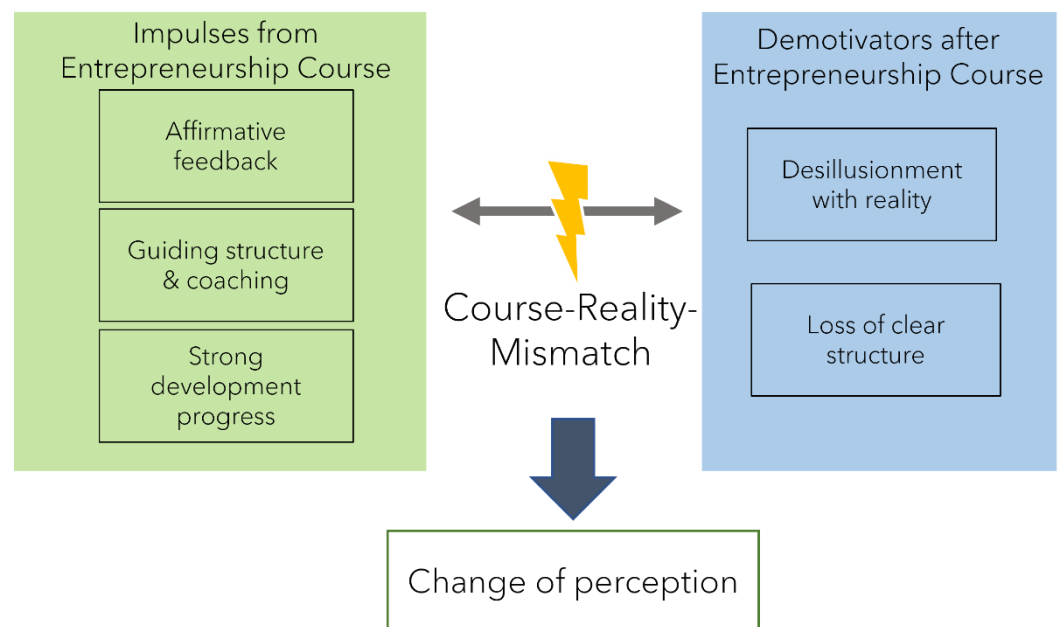 Impulses from
Entrepreneurship Course
Affirmative
feedback
Guiding structure
& coaching
Strong
development
progress
Course-Reality-
Mismatch
Demotivators after
Entrepreneurship Course
Desillusionment
with reality
Loss of clear
structure
Change of perception